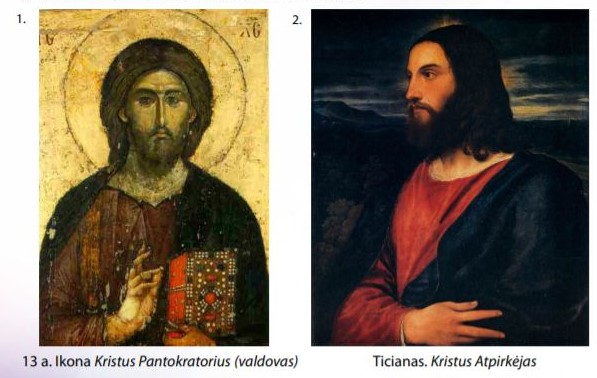 1.
2.
13 a. Ikona Kristus Pantokratorius (valdovas)
Ticianas. Kristus Atpirkėjas